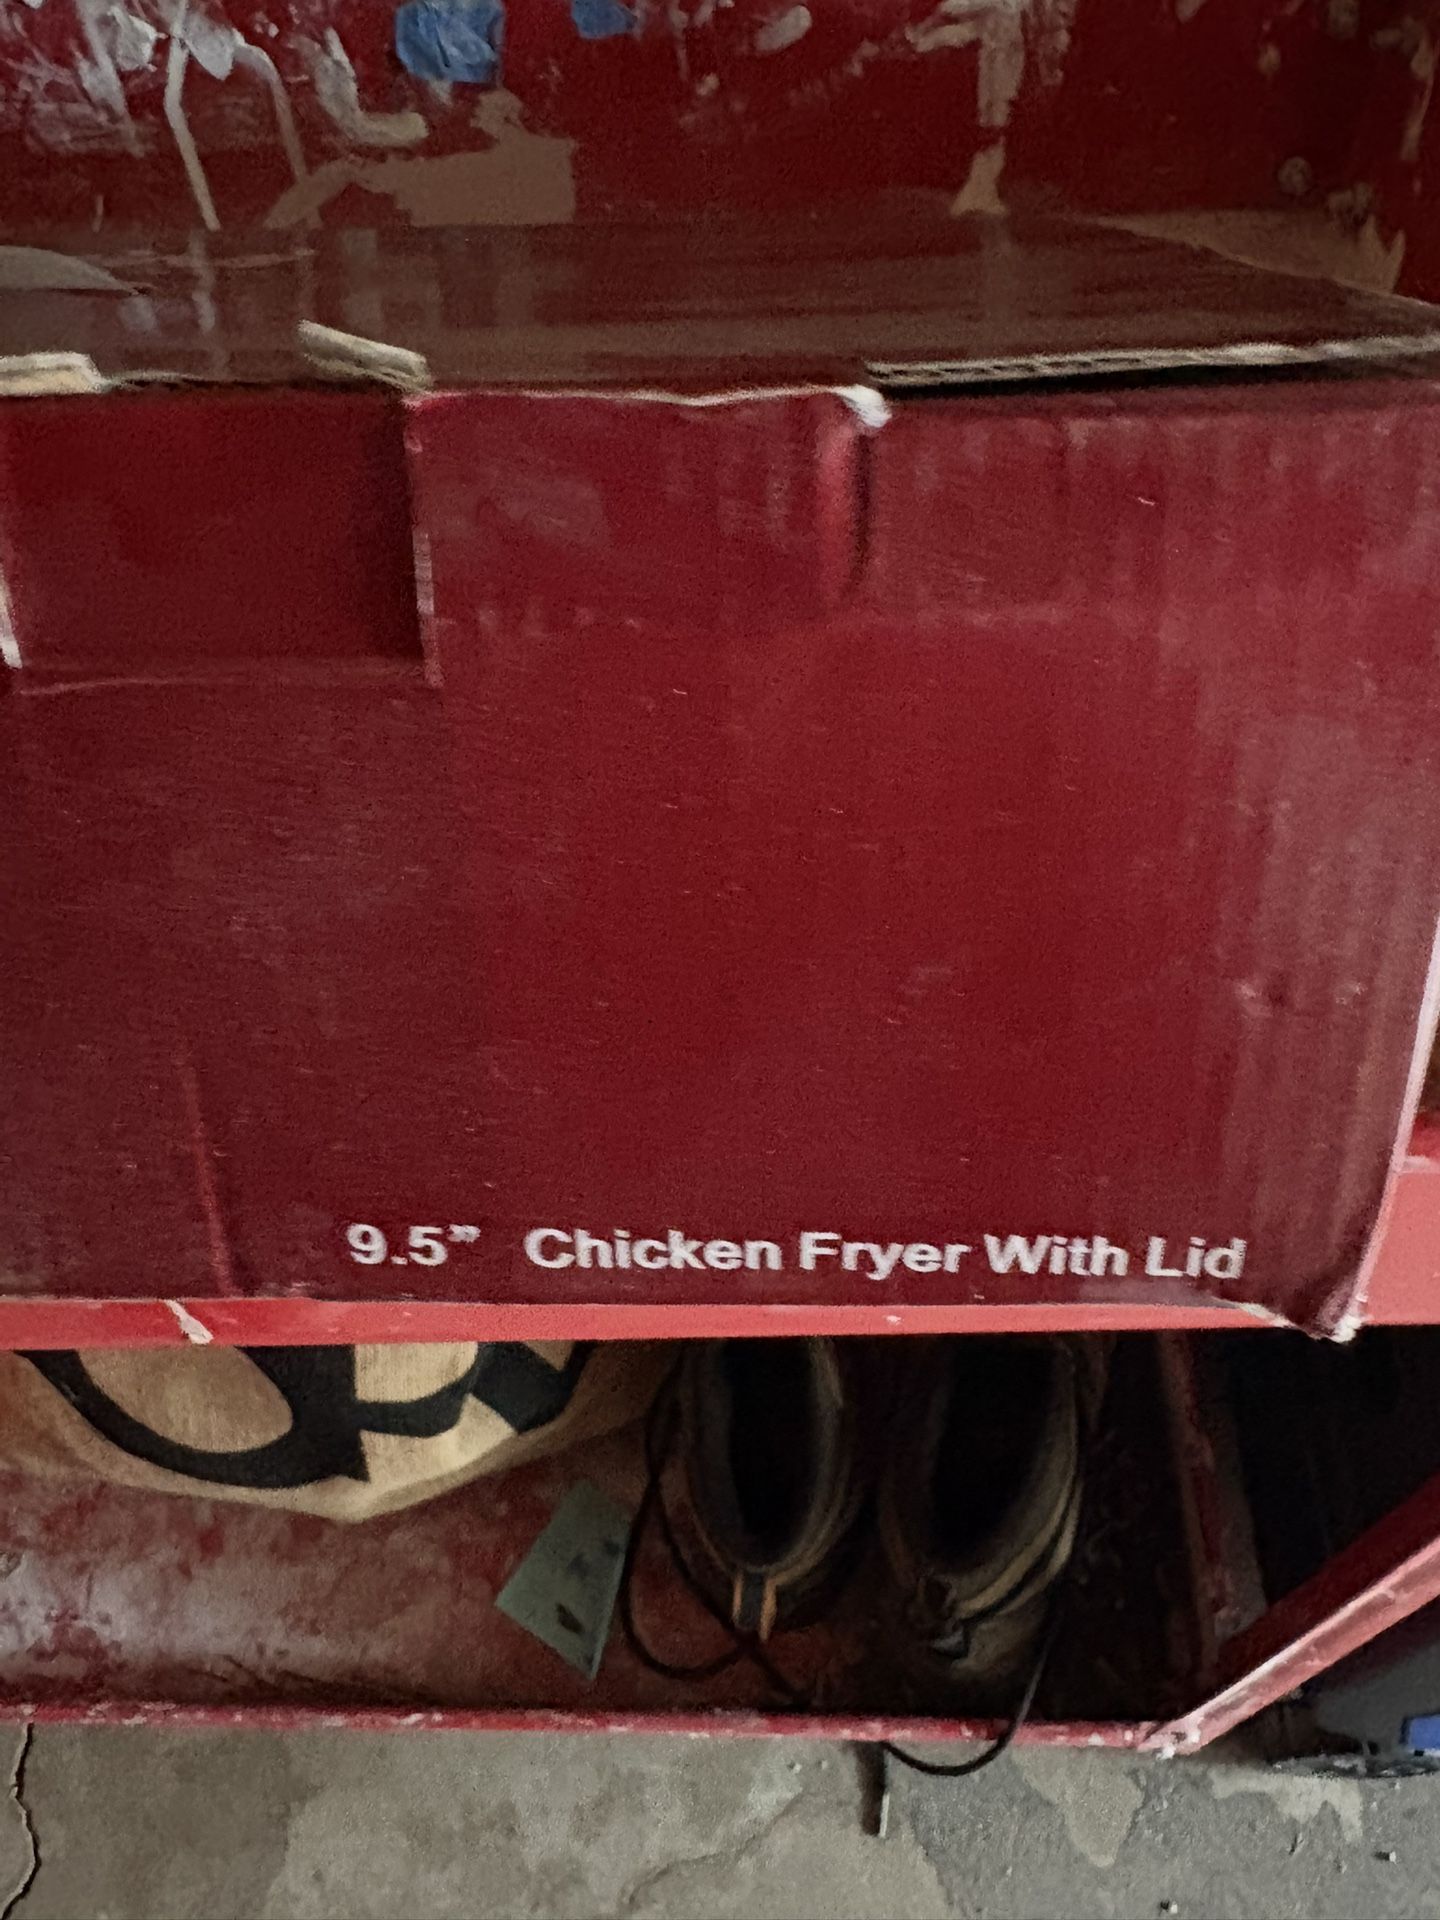 9.5” Chicken Fryer With Lid